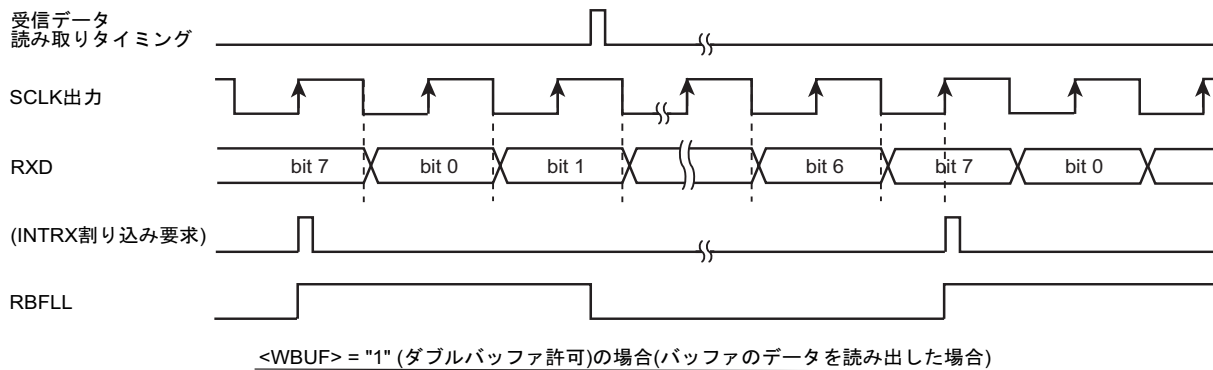 受信データ
読み取りタイミング
SCLK出力
RXD
bit 7
bit 0
bit 1
bit 6
bit 7
bit 0
(INTRX割り込み要求)
RBFLL
<WBUF> = "1" (ダブルバッファ許可)の場合(バッファのデータを読み出した場合)